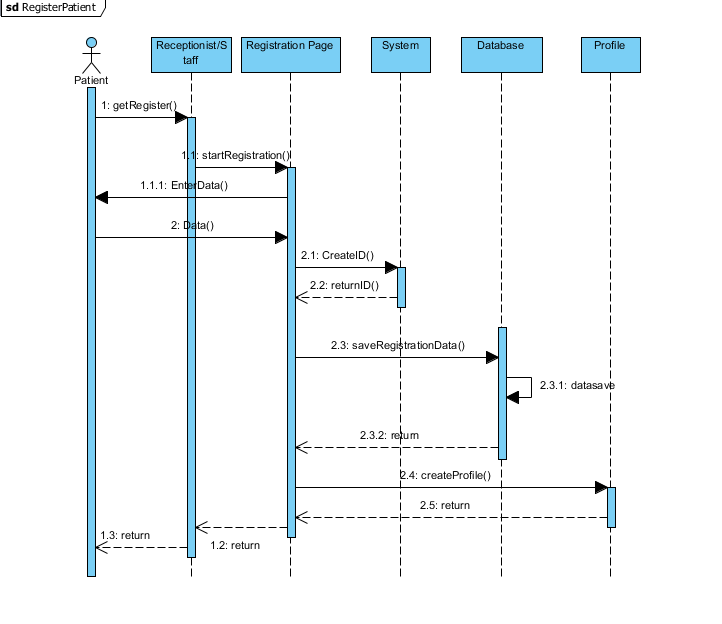 sd RegisterPatient
Receptionist/S
taff
Registration Page
System
Database
Profile
Patient
1: getRegister()
1.1: startRegistration()
1.1.1: EnterData()
2: Data()
2.1: CreateID()
2.2: returnID()
2.3: saveRegistrationData()
2.3.1: datasave
2.3.2: return
2.4: createProfile()
2.5: return
1.3: return
1.2: return